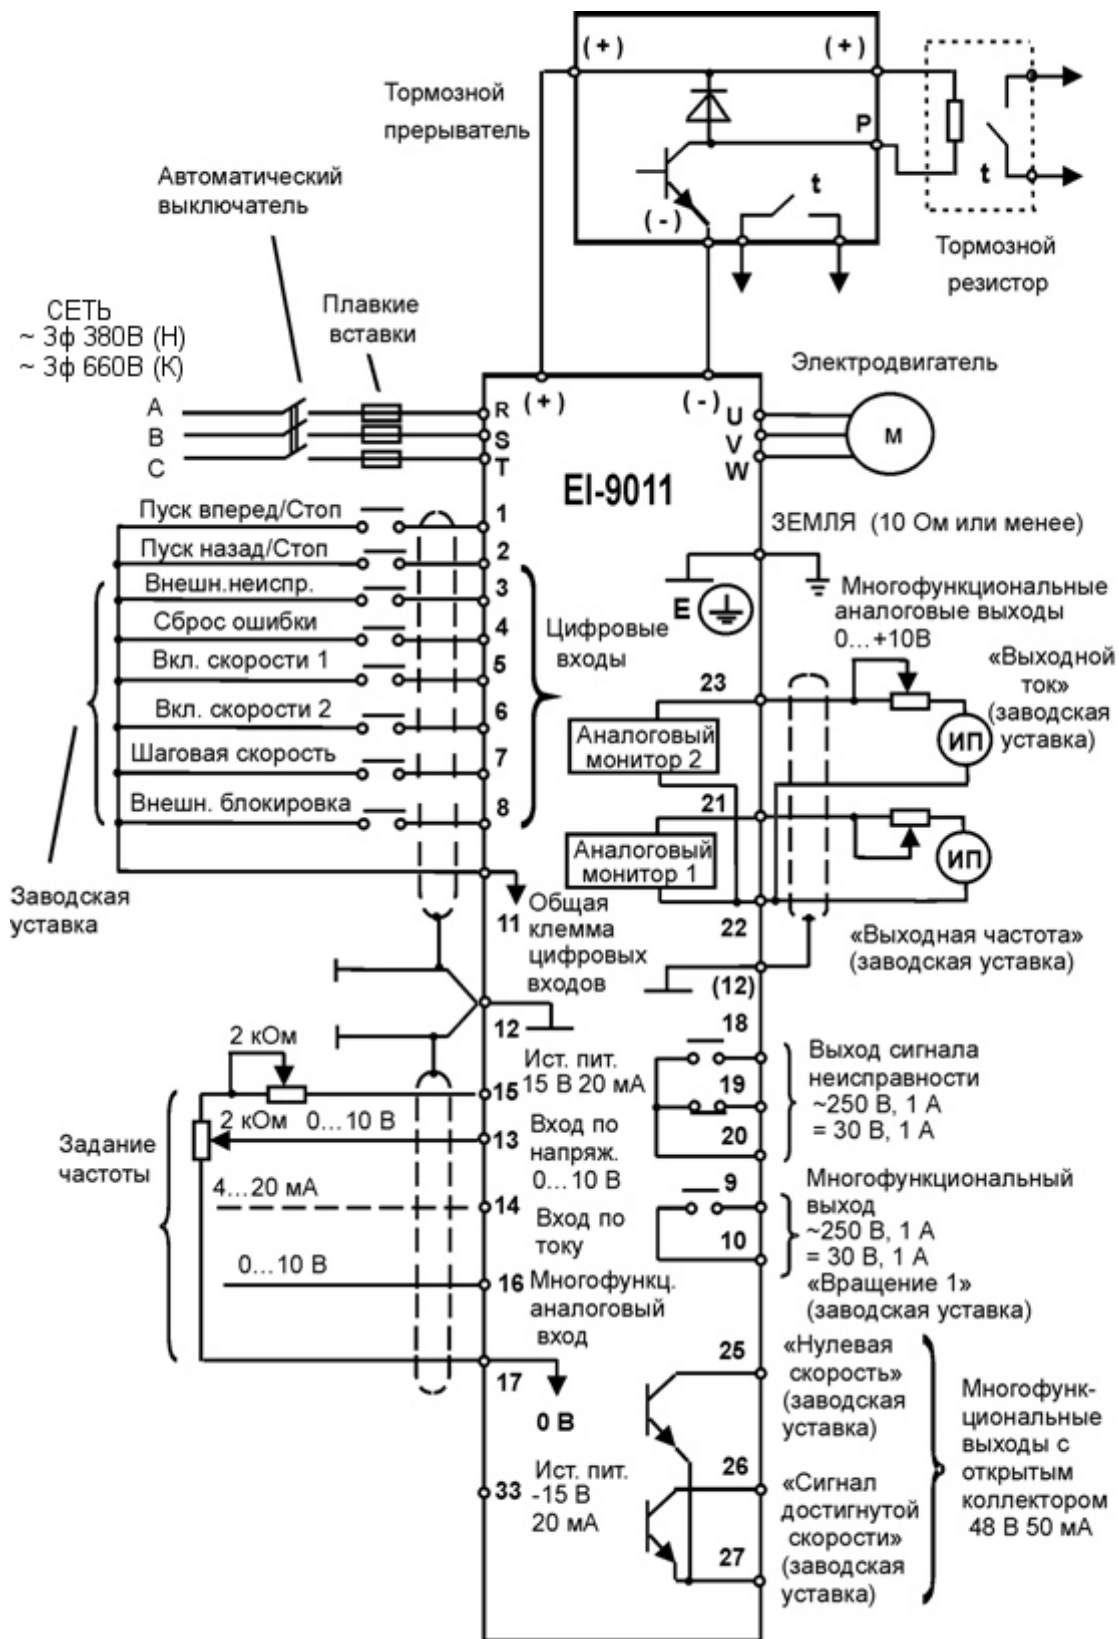 (+)
(+)
Тормозной
прерыватель
P
t
t
(-)
Тормозной
резистор
Автоматический
выключатель
СЕТЬ
~ 3ф 380В (Н)
~ 3ф 660В (К)
Плавкие
вставки
Электродвигатель
(+)
(-)
A
B
C
R
S
T
U
V
W
М
EI-9011
Пуск вперед/Стоп
1
Пуск назад/Стоп
2
Внешн.неиспр.
3
Сброс ошибки
4
Вкл. скорости 1
5
Вкл. скорости 2
6
Шаговая скорость
7
Внешн. блокировка
8
Цифровые
входы
Заводская
уставка
11
Общая
клемма
цифровых
входов
ЗЕМЛЯ (10 Ом или менее)
E
Многофункциональные
аналоговые выходы
0...+10В
«Выходной
ток»
(заводская
уставка)
23
Аналоговый
монитор 2
ИП
21
Аналоговый
монитор 1
ИП
22
«Выходная частота»
(заводская уставка)
(12)
12
2 кОм
15
Ист. пит.
15 В 20 мА
2 кОм
0...10 В
13
Вход по
напряж.
0...10 В
Задание
частоты
4...20 мА
14
Вход по
току
0...10 В
16
Многофункц.
аналоговый
вход
17
0 В
33
Ист. пит.
-15 В
20 мА
18
19
20
Выход сигнала
неисправности
~250 В, 1 А
= 30 В, 1 А
9
10
Многофункциональный
выход
~250 В, 1 А
= 30 В, 1 А
«Вращение 1»
(заводская уставка)
25
«Нулевая
скорость»
(заводская
уставка)
26
«Сигнал
достигнутой
скорости»
(заводская
уставка)
27
Многофунк-
циональные
выходы с
открытым
коллектором
48 В 50 мА